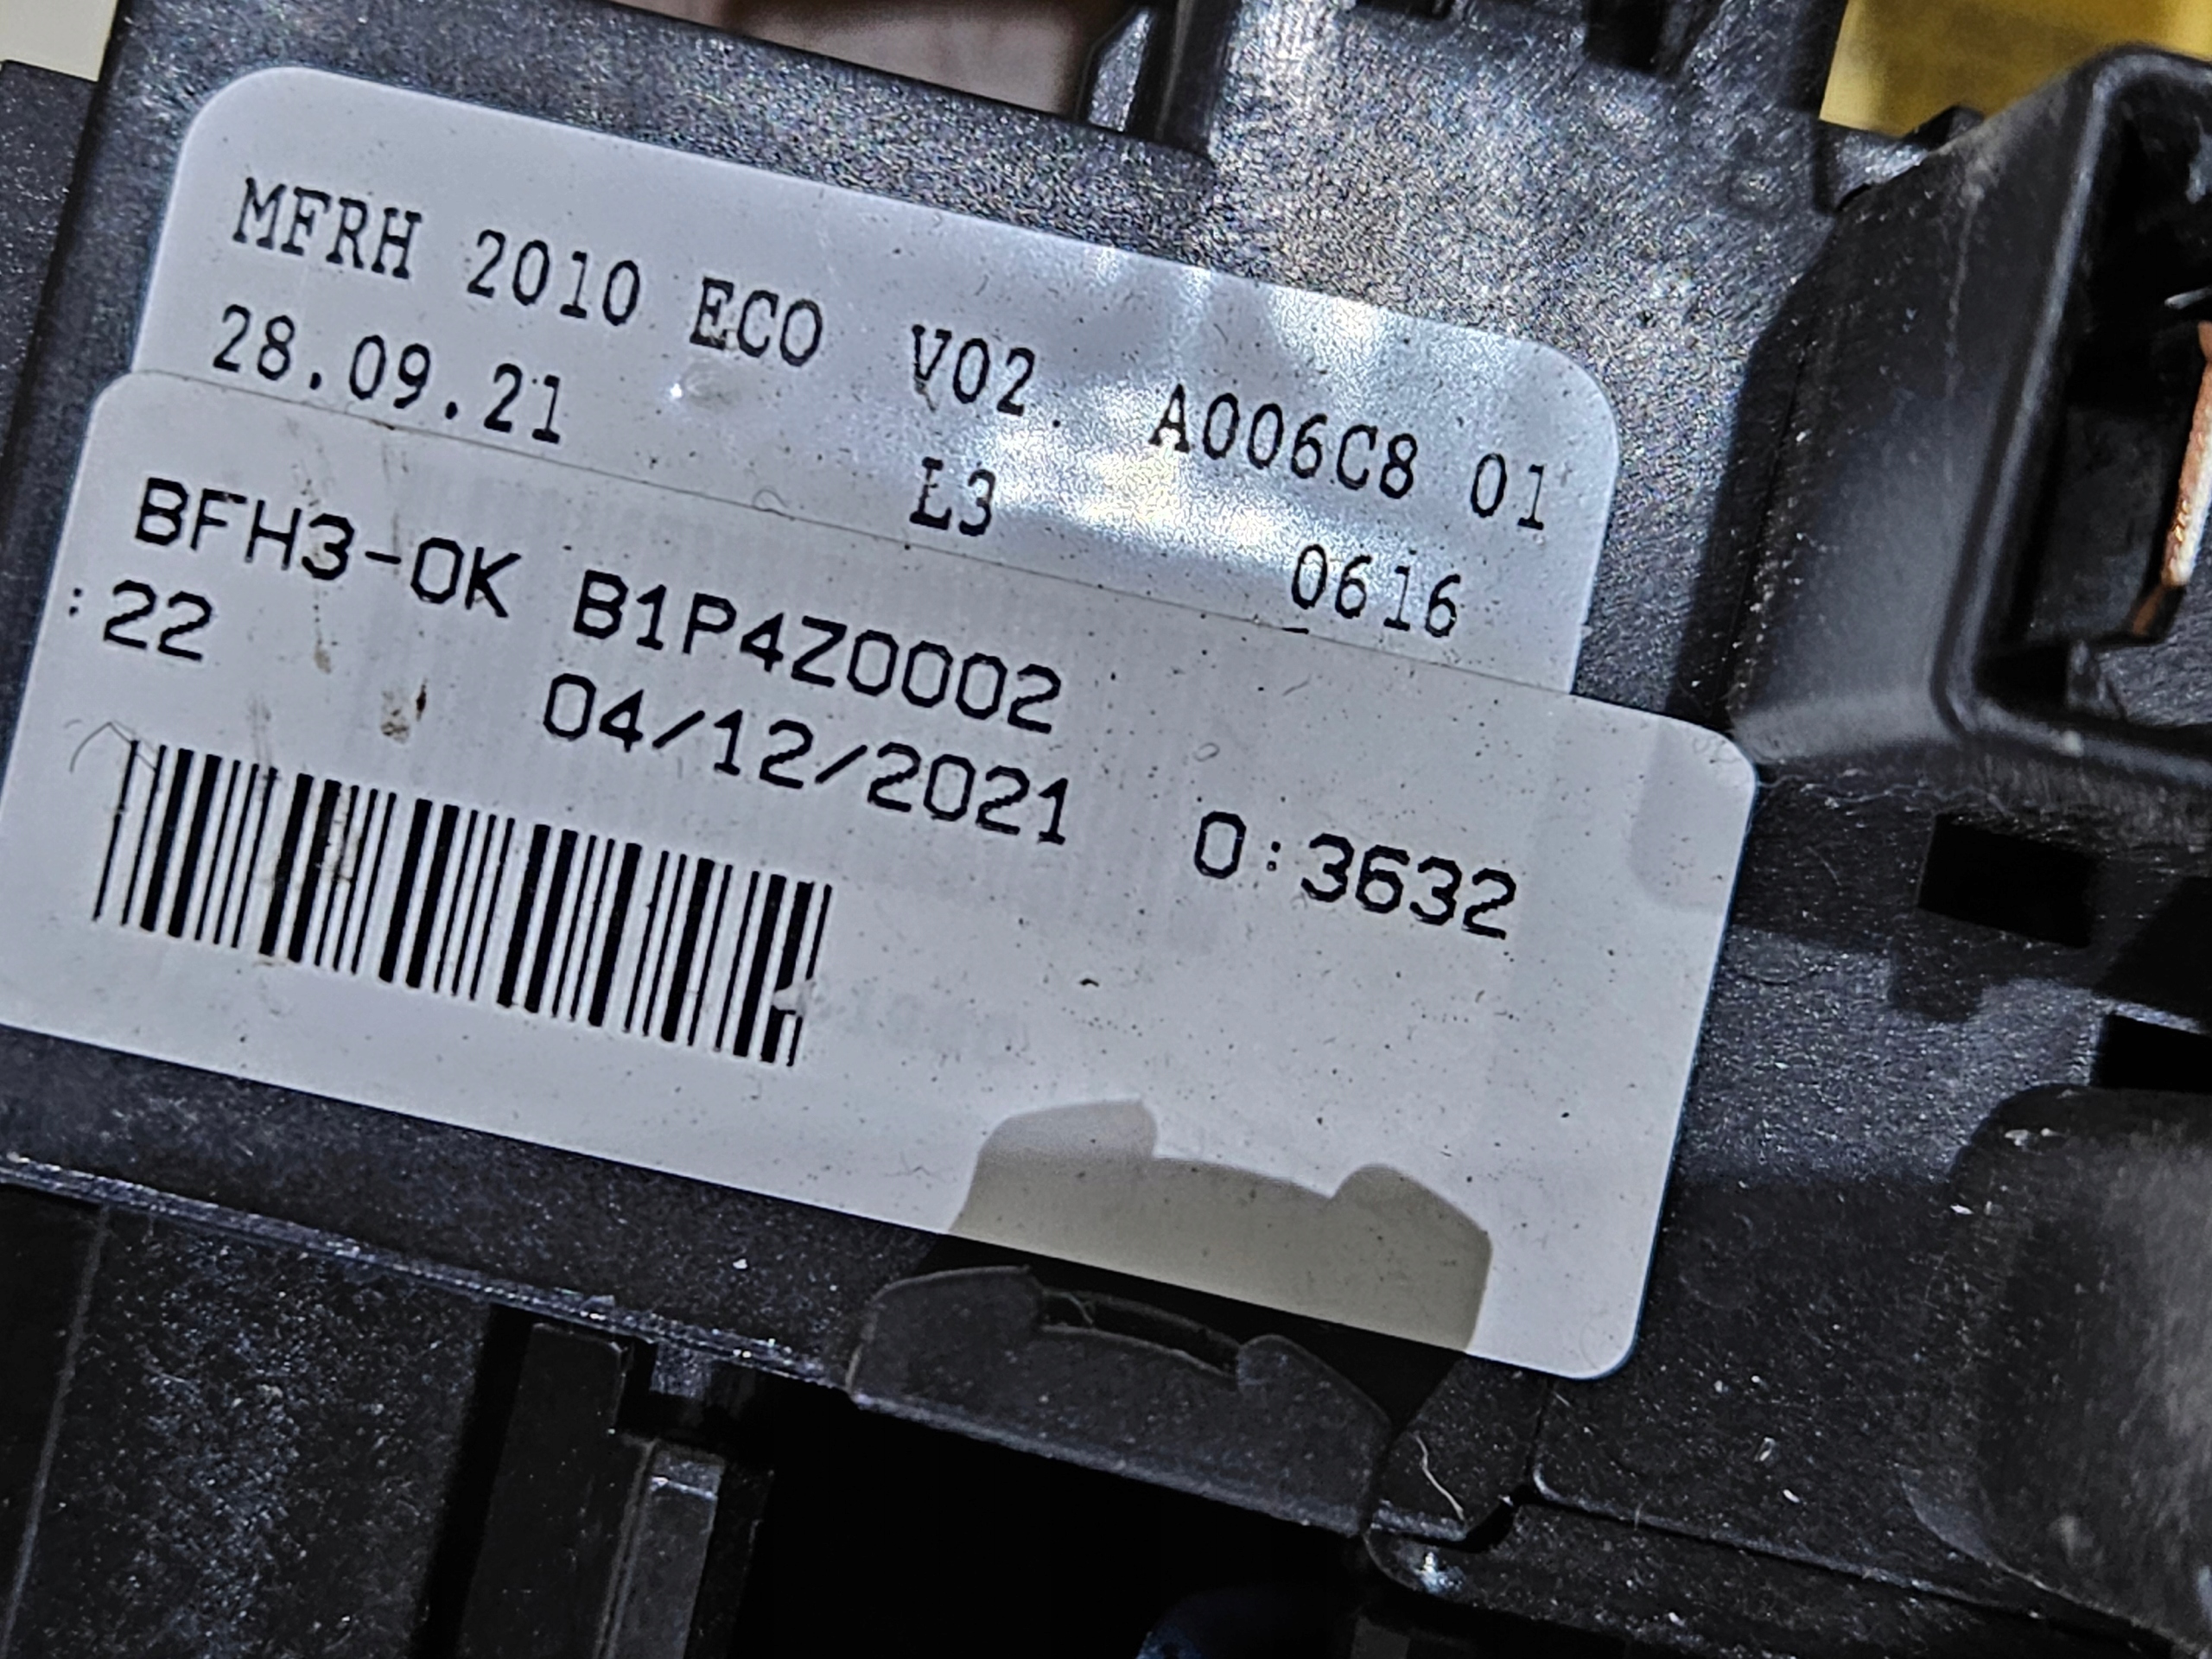 MFRH 2010 ECO V02 A006C8 01
28.09.21 L3 0616
BFH3-OK B1P4Z0002
:22 04/12/2021 0:3632